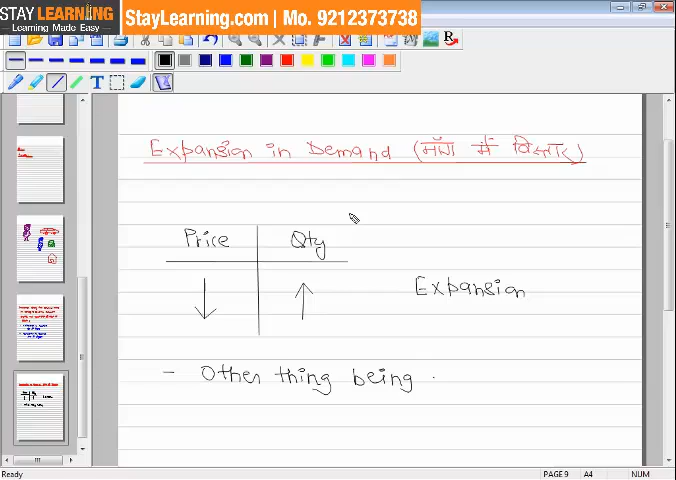 STAY LEARNING
Learning Made Easy
StayLearning.com | Mo. 9212373738
Expansion in Demand (माँग में विस्तार)
Price Qty
↓ ↑ Expansion
- Other thing being
Ready PAGE 9 A4 NUM